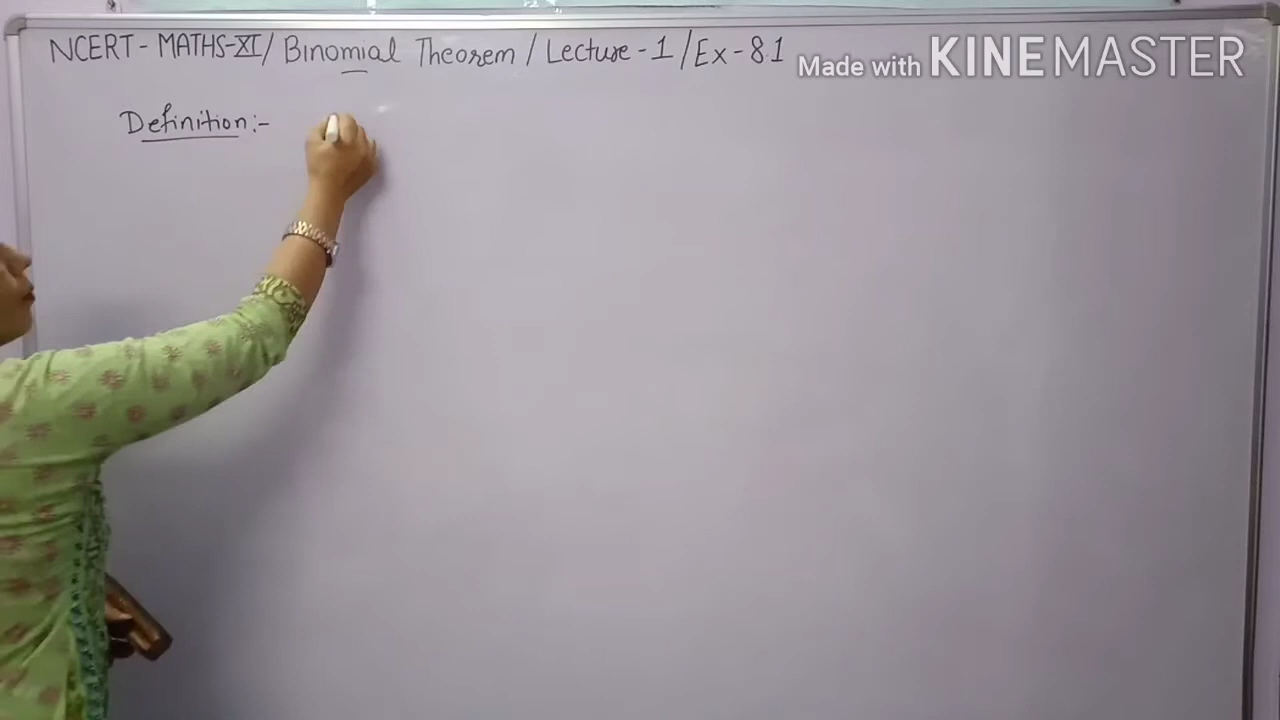 NCERT - MATHS-XI / Binomial Theorem / Lecture - 1 / Ex - 8.1
Made with KINEMASTER
Definition :-